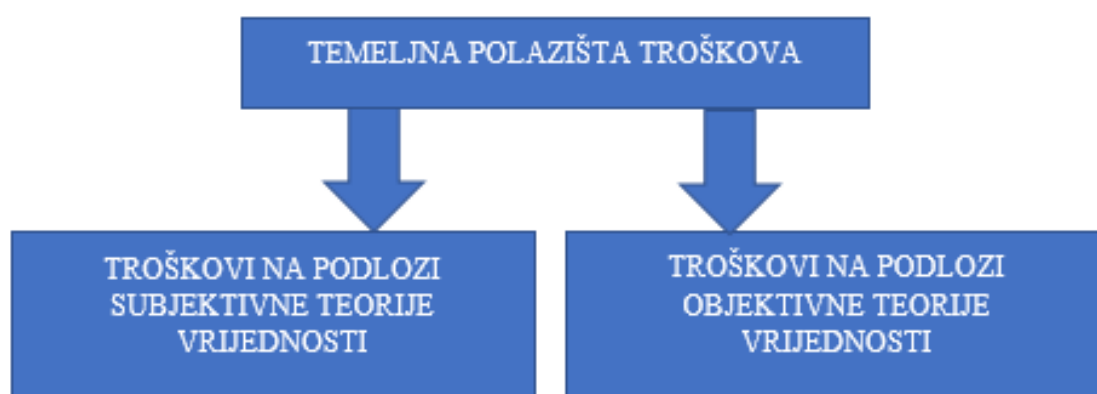 TEMELJNA POLAZIŠTA TROŠKOVA
TROŠKOVI NA PODLOZI
SUBJEKTIVNE TEORIJE
VRIJEDNOSTI
TROŠKOVI NA PODLOZI
OBJEKTIVNE TEORIJE
VRIJEDNOSTI